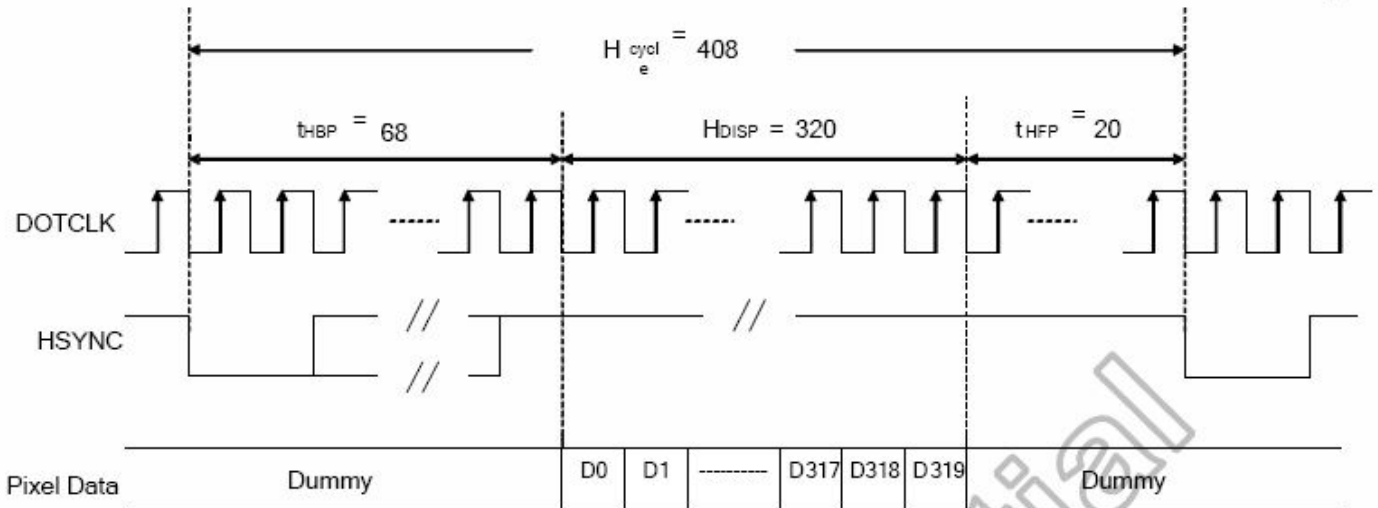 H cycl e = 408
tHBP = 68
HDISP = 320
tHFP = 20
DOTCLK
HSYNC
// //
//
Pixel Data
Dummy
D0
D1
----------
D317
D318
D319
Dummy
tial